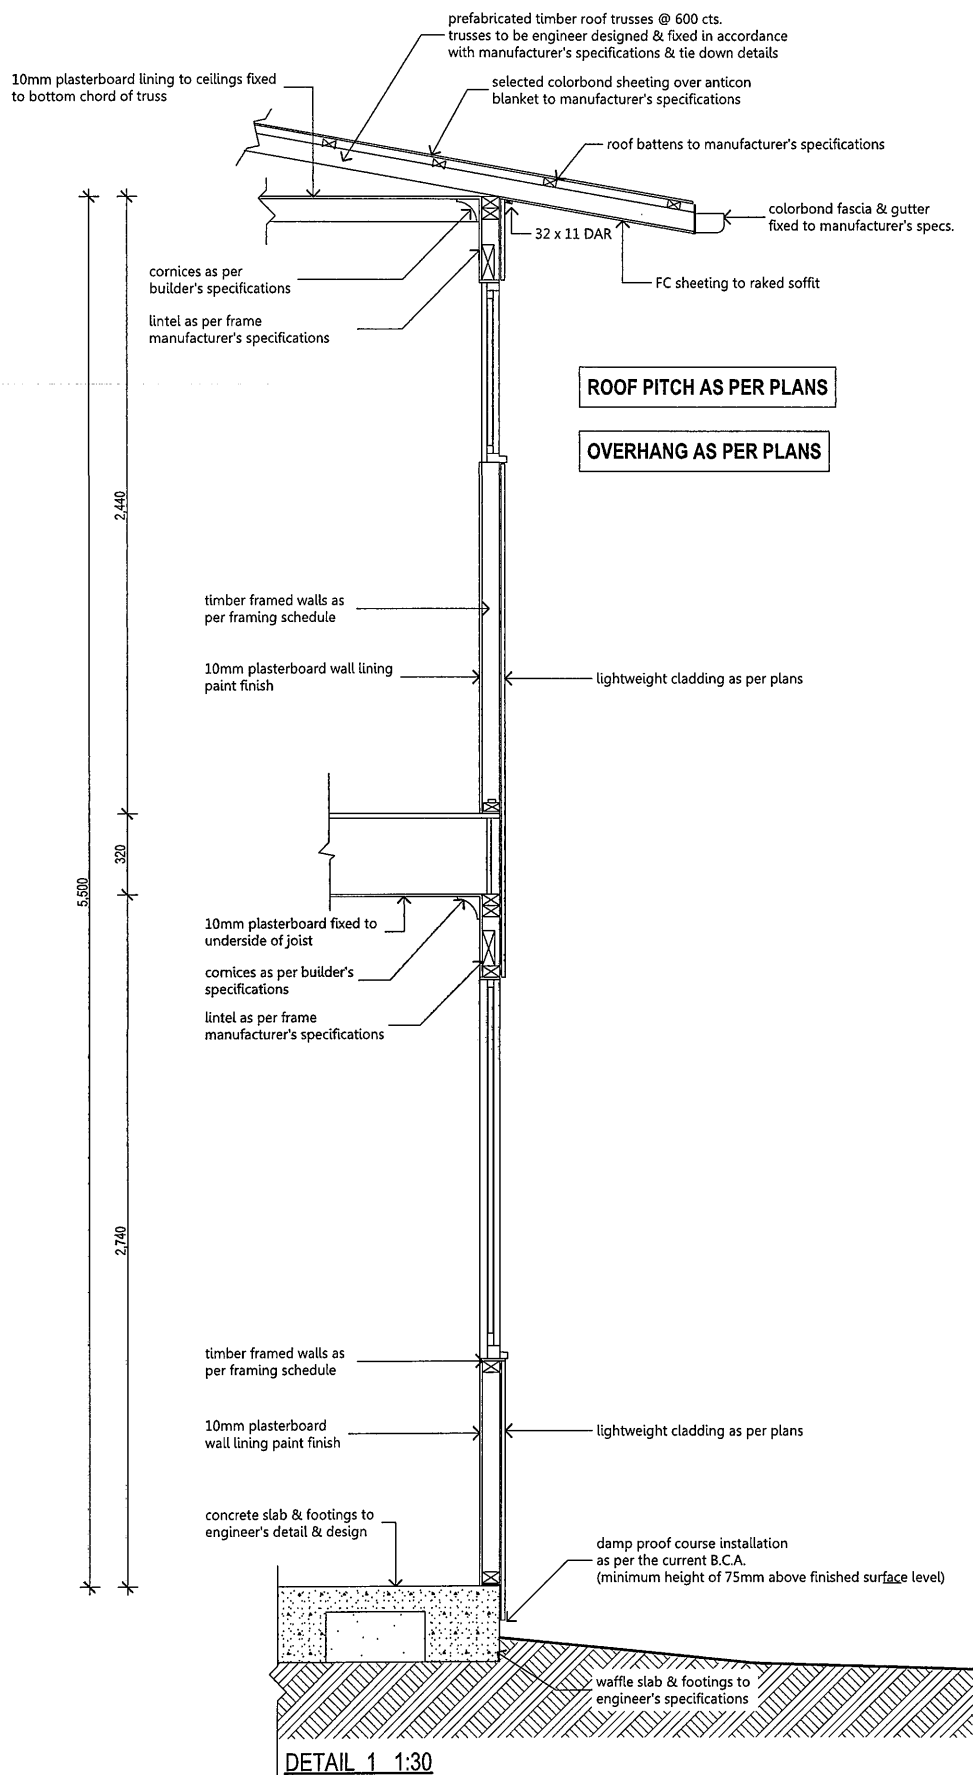 prefabricated timber roof trusses @ 600 cts.
trusses to be engineer designed & fixed in accordance
with manufacturer's specifications & tie down details
10mm plasterboard lining to ceilings fixed
to bottom chord of truss
selected colorbond sheeting over anticon
blanket to manufacturer's specifications
roof battens to manufacturer's specifications
colorbond fascia & gutter
fixed to manufacturer's specs.
32 x 11 DAR
cornices as per
builder's specifications
FC sheeting to raked soffit
lintel as per frame
manufacturer's specifications
ROOF PITCH AS PER PLANS
OVERHANG AS PER PLANS
2,440
timber framed walls as
per framing schedule
10mm plasterboard wall lining
paint finish
lightweight cladding as per plans
320
5,500
10mm plasterboard fixed to
underside of joist
cornices as per builder's
specifications
lintel as per frame
manufacturer's specifications
2,740
timber framed walls as
per framing schedule
10mm plasterboard
wall lining paint finish
lightweight cladding as per plans
concrete slab & footings to
engineer's detail & design
damp proof course installation
as per the current B.C.A.
(minimum height of 75mm above finished surface level)
waffle slab & footings to
engineer's specifications
DETAIL 1 1:30